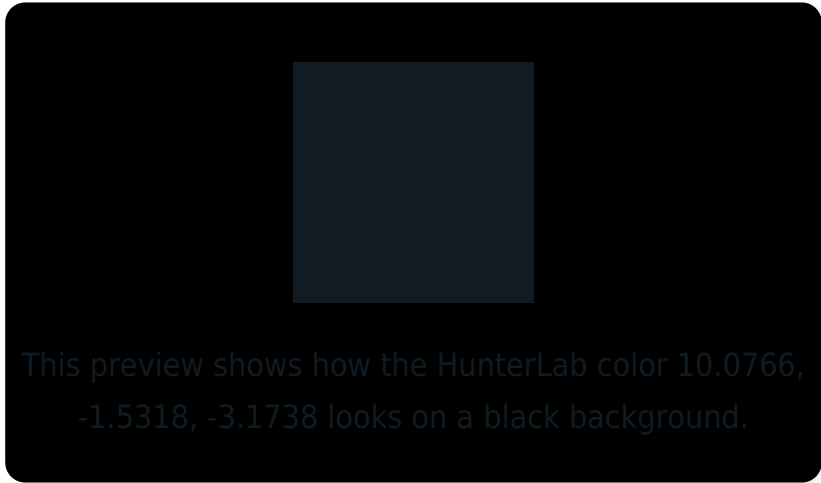 This preview shows how the HunterLab color 10.0766,
-1.5318, -3.1738 looks on a black background.